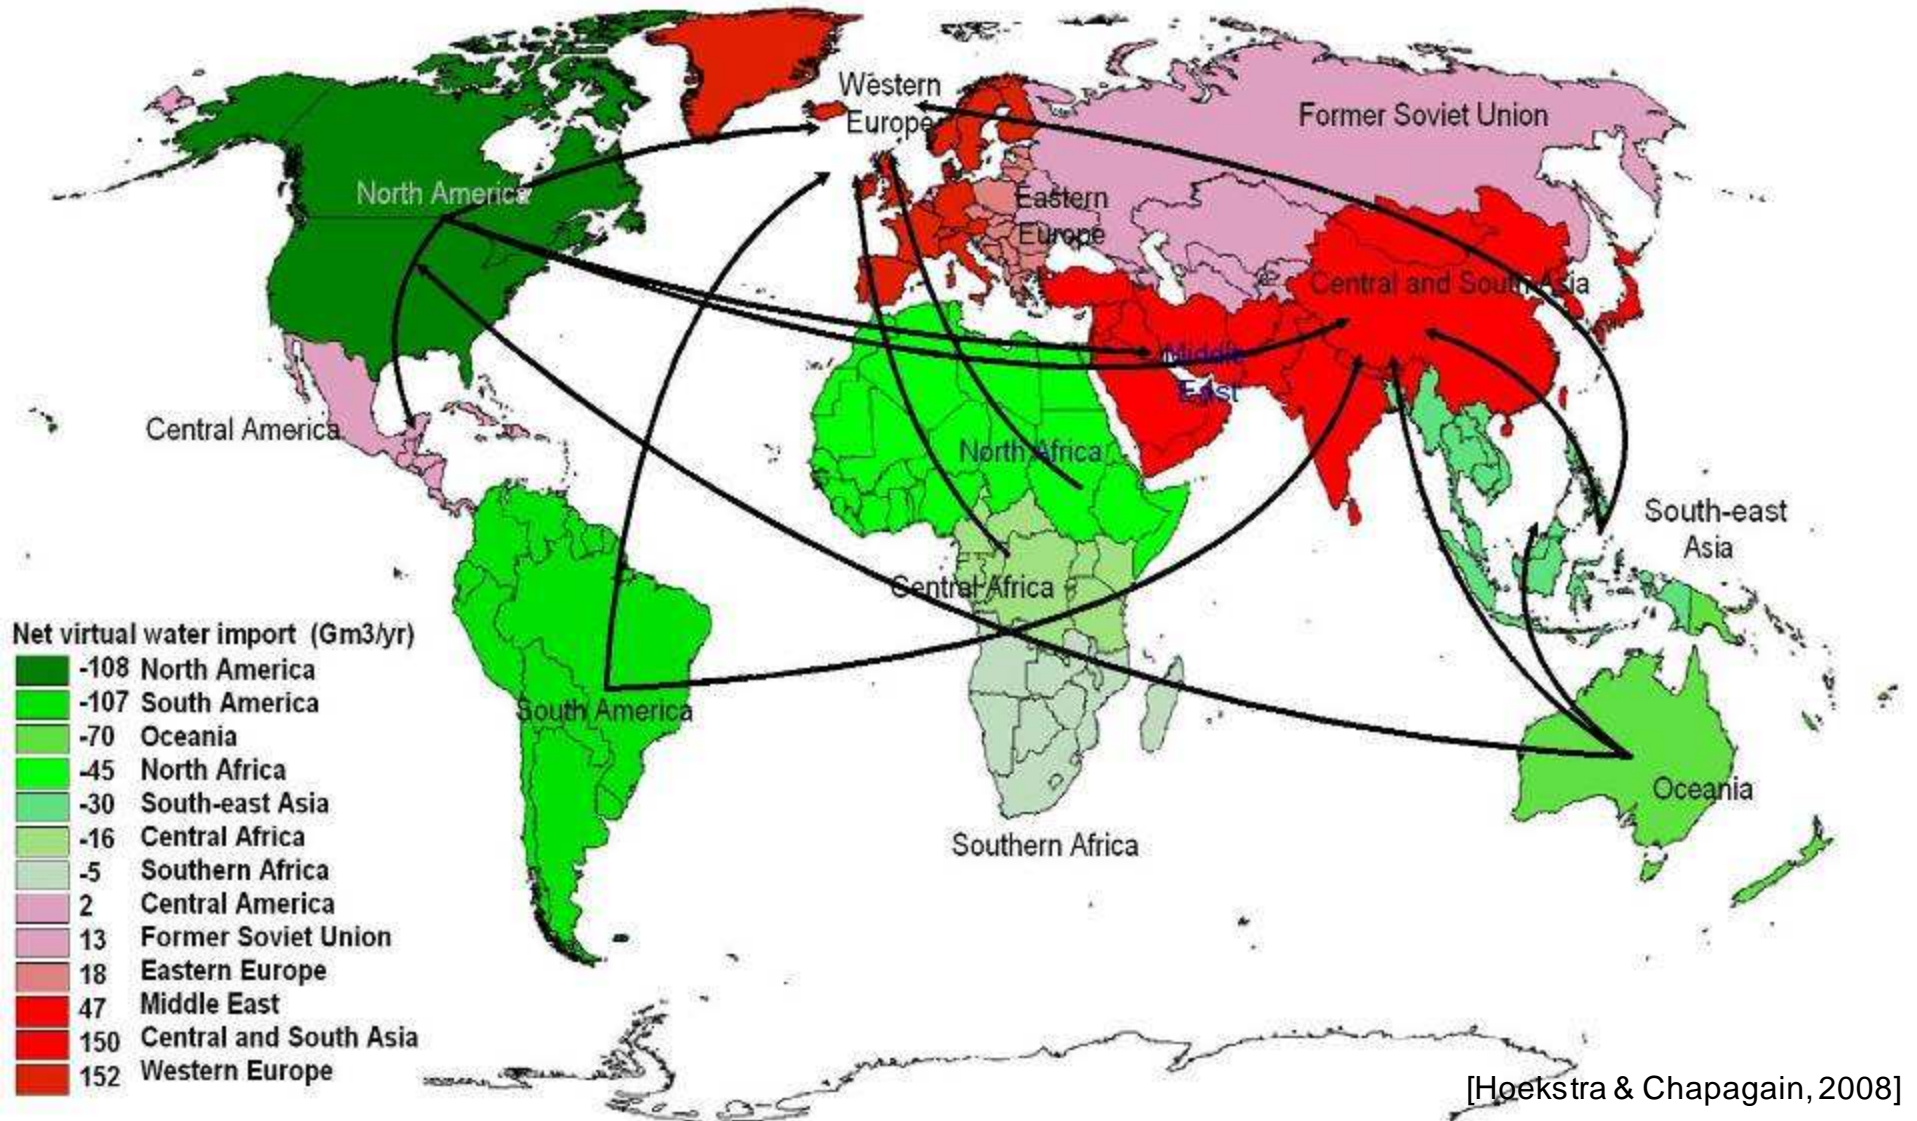 Western
Europe
Former Soviet Union
North America
Eastern
Europe
Central and South Asia
Middle
East
Central America
North Africa
South-east
Asia
Central Africa
South America
Oceania
Southern Africa
Net virtual water import (Gm3/yr)
-108 North America
-107 South America
-70 Oceania
-45 North Africa
-30 South-east Asia
-16 Central Africa
-5 Southern Africa
2 Central America
13 Former Soviet Union
18 Eastern Europe
47 Middle East
150 Central and South Asia
152 Western Europe
[Hoekstra & Chapagain, 2008]